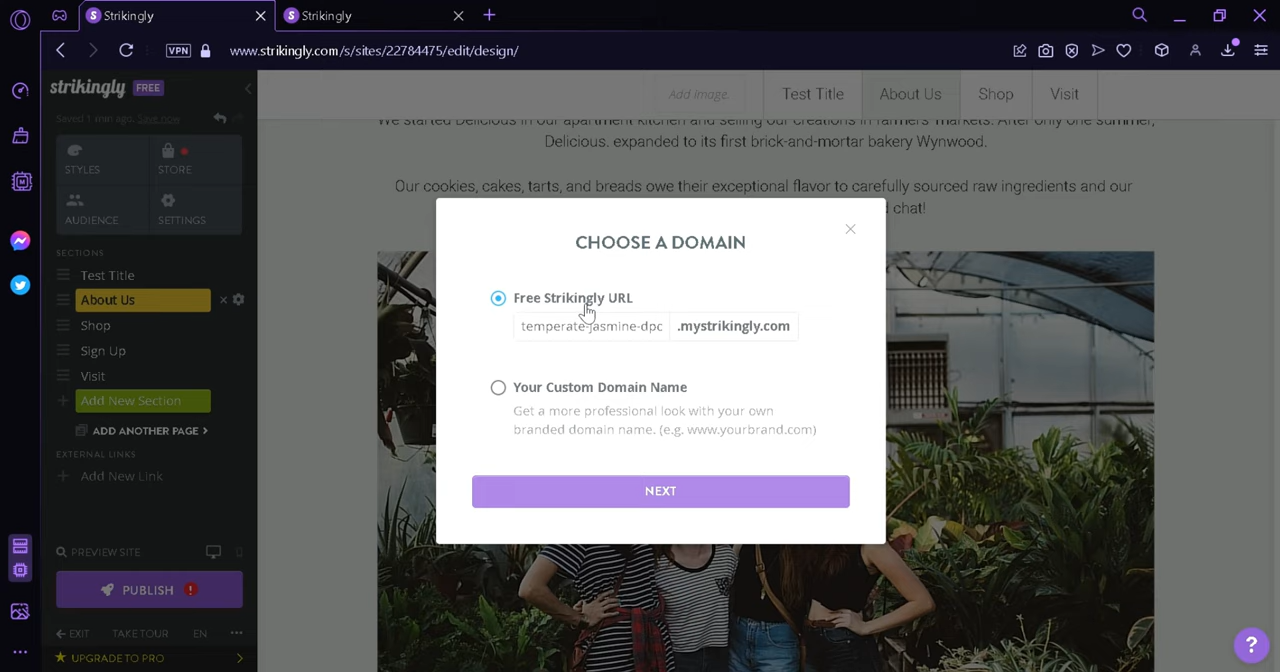 Strikingly
Strikingly
VPN
www.strikingly.com/s/sites/22784475/edit/design/
strikingly FREE
Saved 1 min ago. Save now
STYLES
STORE
AUDIENCE
SETTINGS
SECTIONS
Test Title
About Us
Shop
Sign Up
Visit
Add New Section
ADD ANOTHER PAGE
EXTERNAL LINKS
Add New Link
PREVIEW SITE
PUBLISH
EXIT
TAKE TOUR
EN
UPGRADE TO PRO
Add Image.
Test Title
About Us
Shop
Visit
We started Delicious in our apartment kitchen and selling our creations in farmers' markets. After only one summer,
Delicious. expanded to its first brick-and-mortar bakery Wynwood.
Our cookies, cakes, tarts, and breads owe their exceptional flavor to carefully sourced raw ingredients and our
d chat!
CHOOSE A DOMAIN
Free Strikingly URL
temperate-jasmine-dpc .mystrikingly.com
Your Custom Domain Name
Get a more professional look with your own
branded domain name. (e.g. www.yourbrand.com)
NEXT